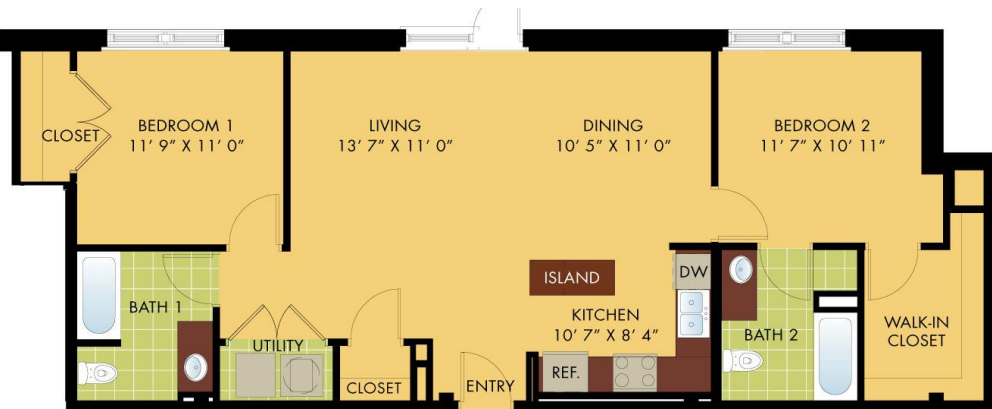 CLOSET
BEDROOM 1
11' 9" X 11' 0"
LIVING
13' 7" X 11' 0"
DINING
10' 5" X 11' 0"
BEDROOM 2
11' 7" X 10' 11"
BATH 1
UTILITY
CLOSET
ENTRY
ISLAND
KITCHEN
10' 7" X 8' 4"
DW
REF.
BATH 2
WALK-IN
CLOSET